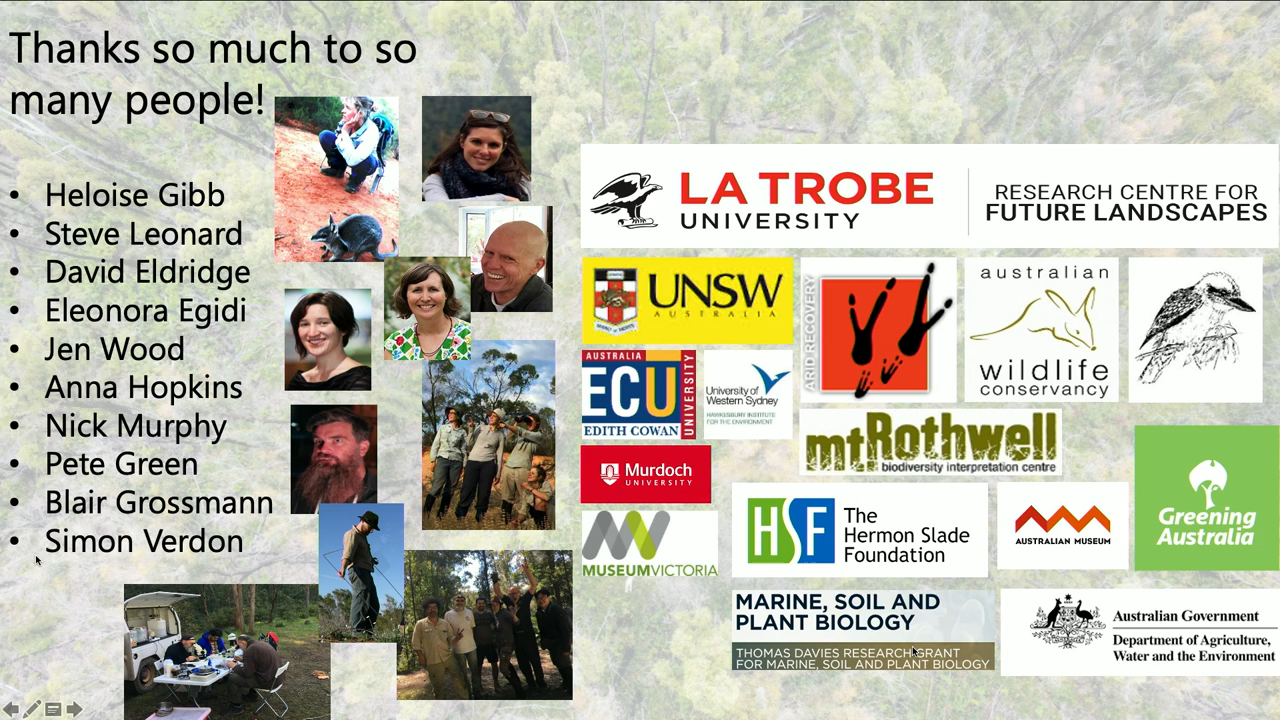 Thanks so much to so
many people!
• Heloise Gibb
• Steve Leonard
• David Eldridge
• Eleonora Egidi
• Jen Wood
• Anna Hopkins
• Nick Murphy
• Pete Green
• Blair Grossmann
• Simon Verdon
LA TROBE
UNIVERSITY
RESEARCH CENTRE FOR
FUTURE LANDSCAPES
UNSW
AUSTRALIA
ARID RECOVERY
australian
wildlife
conservancy
AUSTRALIA
ECU
UNIVERSITY
EDITH COWAN
University of
Western Sydney
HAWKESBURY INSTITUTE
FOR THE ENVIRONMENT
mtRothwell
biodiversity interpretation centre
Murdoch
UNIVERSITY
MUSEUMVICTORIA
HSF
The
Hermon Slade
Foundation
AUSTRALIAN MUSEUM
Greening
Australia
MARINE, SOIL AND
PLANT BIOLOGY
THOMAS DAVIES RESEARCH GRANT
FOR MARINE, SOIL AND PLANT BIOLOGY
Australian Government
Department of Agriculture,
Water and the Environment